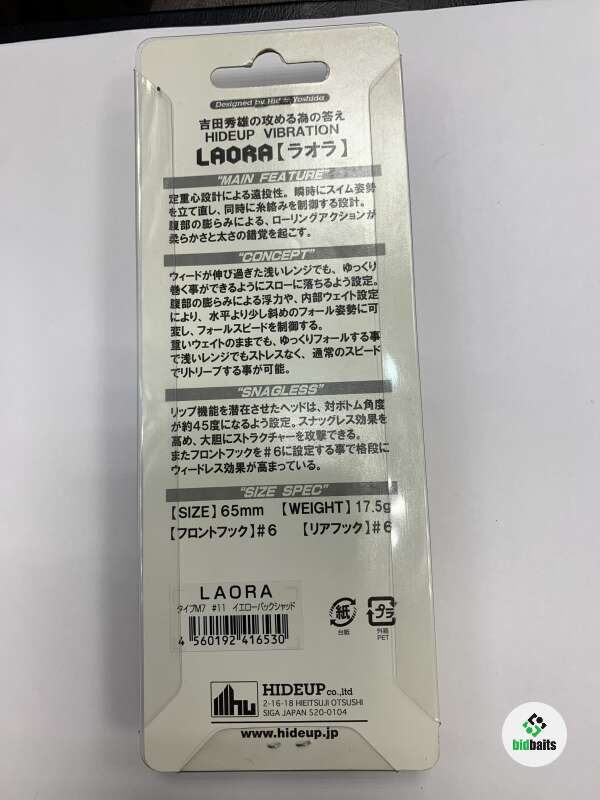 Designed by Hideo Yoshida
吉田秀雄の攻める為の答え
HIDEUP VIBRATION
LAORA【ラオラ】
"MAIN FEATURE"
定重心設計による遠投性。瞬時にスイム姿勢
を立て直し、同時に糸絡みを制御する設計。
腹部の膨らみによる、ローリングアクションが
柔らかさと太さの錯覚を起こす。
"CONCEPT"
ウィードが伸び過ぎた浅いレンジでも、ゆっくり
巻く事ができるようにスローに落ちるよう設定。
腹部の膨らみによる浮力や、内部ウェイト設定
により、水平より少し斜めのフォール姿勢に可
変し、フォールスピードを制御する。
重いウェイトのままでも、ゆっくりフォールする事
で浅いレンジでもストレスなく、通常のスピード
でリトリーブする事が可能。
"SNAGLESS"
リップ機能を潜在させたヘッドは、対ボトム角度
が約45度になるよう設定。スナッグレス効果を
高め、大胆にストラクチャーを攻撃できる。
またフロントフックを#6に設定する事で格段に
ウィードレス効果が高まっている。
"SIZE SPEC"
【SIZE】65mm 【WEIGHT】17.5g
【フロントフック】#6 【リアフック】#6
LAORA
タイプM7 #11 イエローバックシャッド
4 560192 416530
紙
台紙
プラ
外箱
PET
HIDEUP co.,ltd
2-16-18 HIEITSUJI OTSUSHI
SIGA JAPAN 520-0104
www.hideup.jp
bidbaits